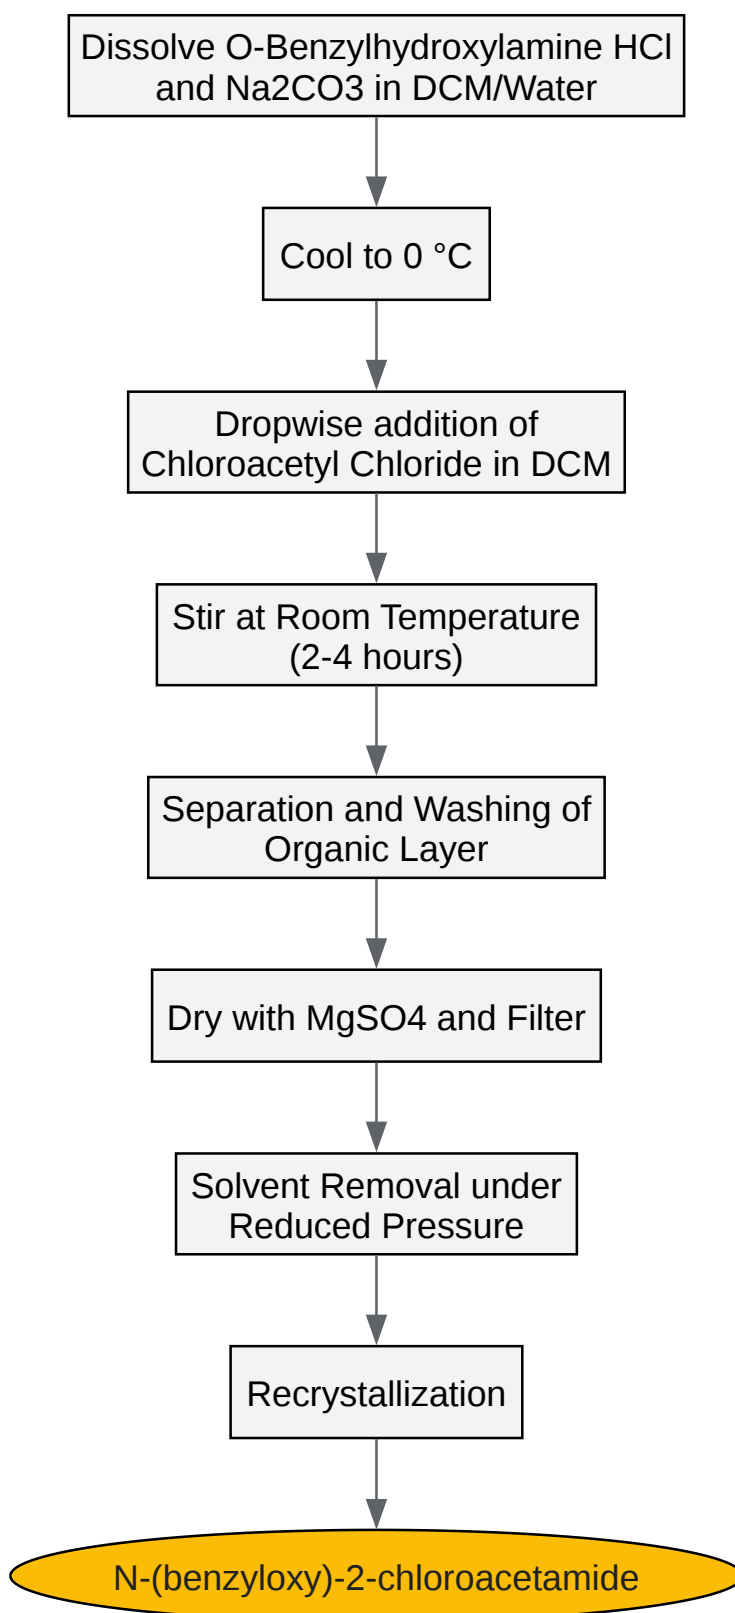 Dissolve O-Benzylhydroxylamine HCl
and Na2CO3 in DCM/Water
Cool to 0 °C
Dropwise addition of
Chloroacetyl Chloride in DCM
Stir at Room Temperature
(2-4 hours)
Separation and Washing of
Organic Layer
Dry with MgSO4 and Filter
Solvent Removal under
Reduced Pressure
Recrystallization
N-(benzyloxy)-2-chloroacetamide